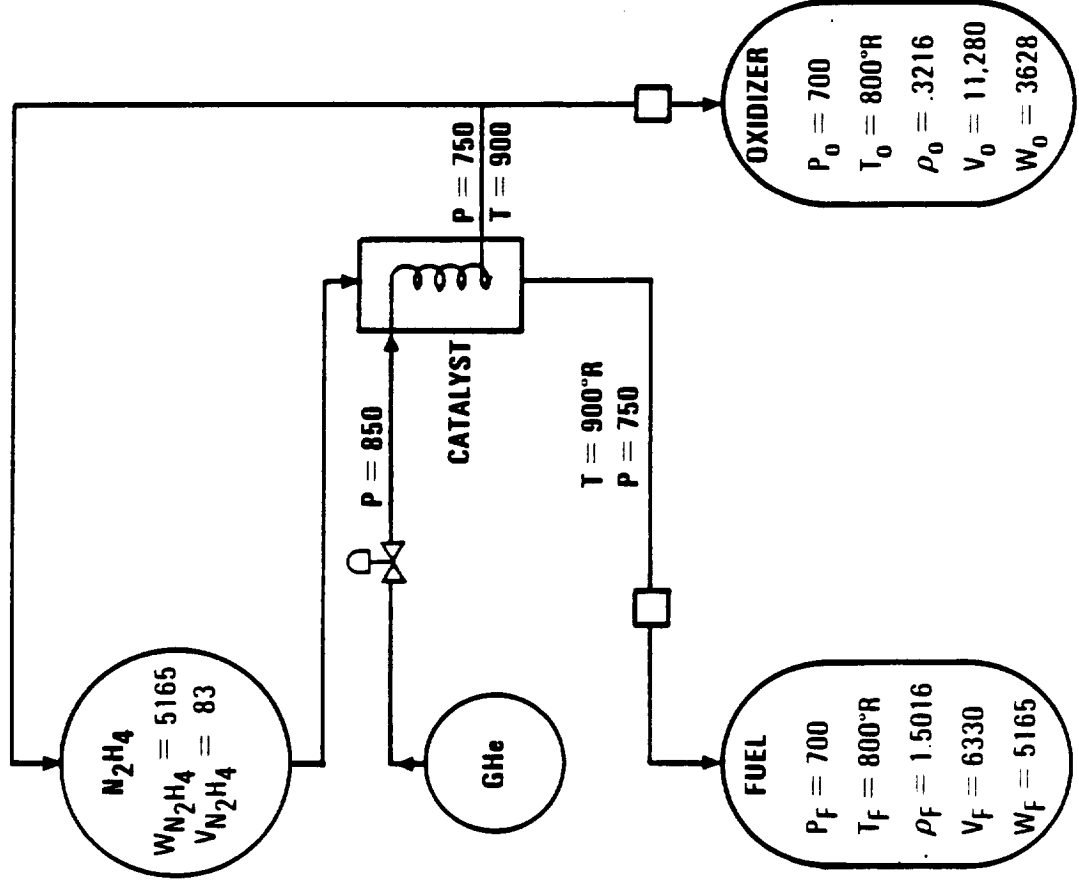 N₂H₄
W_N₂H₄ = 5165
V_N₂H₄ = 83
GHe
P = 850
CATALYST
P = 750
T = 900
T = 900°R
P = 750
FUEL
P_F = 700
T_F = 800°R
ρ_F = 1.5016
V_F = 6330
W_F = 5165
OXIDIZER
P_o = 700
T_o = 800°R
ρ_o = .3216
V_o = 11,280
W_o = 3628